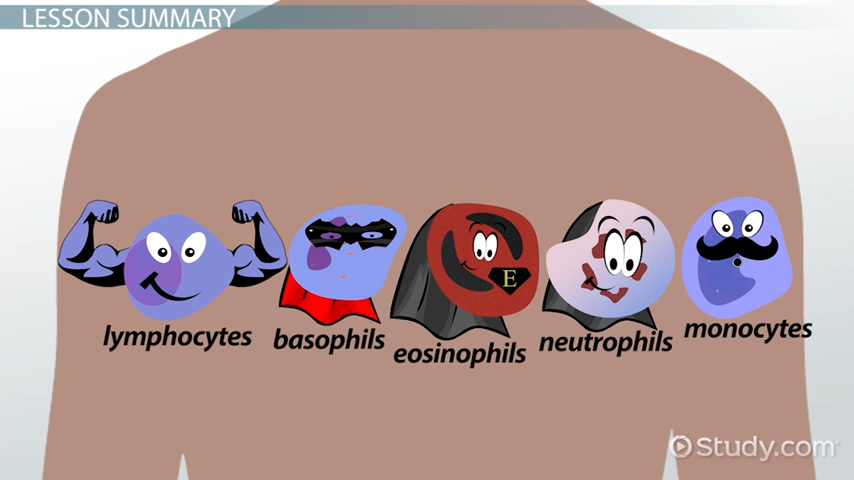 LESSON SUMMARY
E
lymphocytes
basophils
eosinophils
neutrophils
monocytes
Study.com